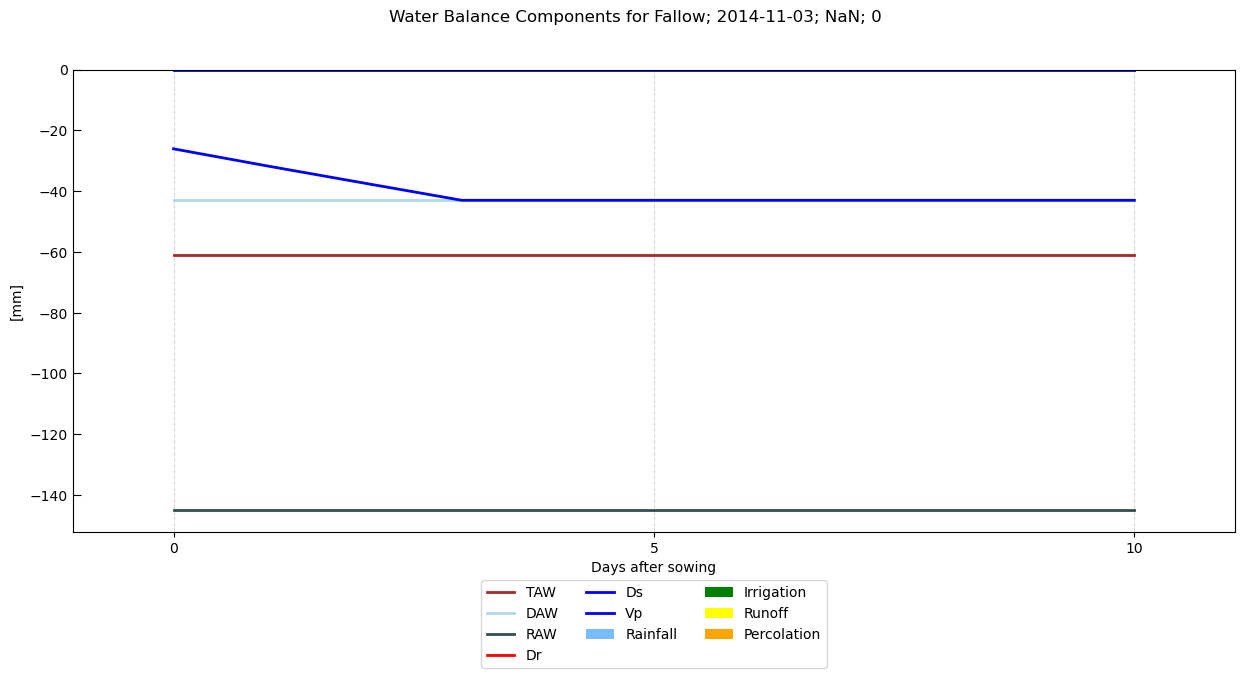 Water Balance Components for Fallow; 2014-11-03; NaN; 0
0
−20
−40
−60
−80
−100
−120
−140
[mm]
0 5 10
Days after sowing
TAW Ds Irrigation
DAW Vp Runoff
RAW Rainfall Percolation
Dr